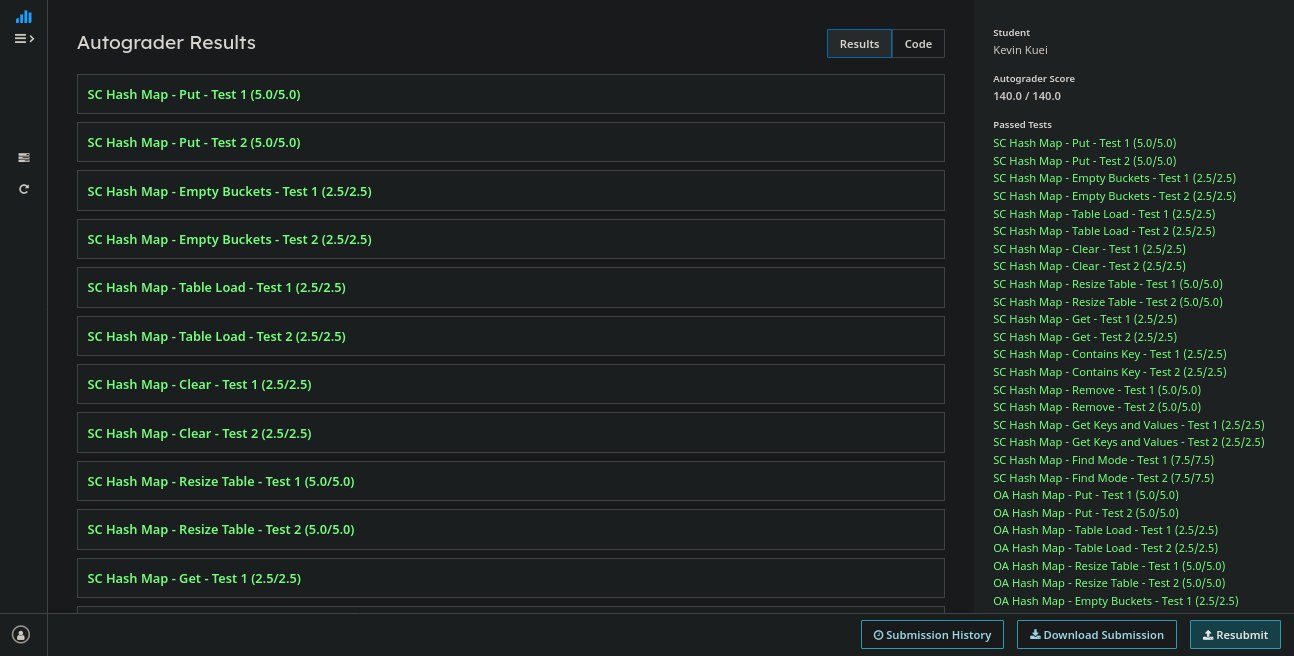 Autograder Results
Results
Code
SC Hash Map - Put - Test 1 (5.0/5.0)
SC Hash Map - Put - Test 2 (5.0/5.0)
SC Hash Map - Empty Buckets - Test 1 (2.5/2.5)
SC Hash Map - Empty Buckets - Test 2 (2.5/2.5)
SC Hash Map - Table Load - Test 1 (2.5/2.5)
SC Hash Map - Table Load - Test 2 (2.5/2.5)
SC Hash Map - Clear - Test 1 (2.5/2.5)
SC Hash Map - Clear - Test 2 (2.5/2.5)
SC Hash Map - Resize Table - Test 1 (5.0/5.0)
SC Hash Map - Resize Table - Test 2 (5.0/5.0)
SC Hash Map - Get - Test 1 (2.5/2.5)
Student
Kevin Kuei
Autograder Score
140.0 / 140.0
Passed Tests
SC Hash Map - Put - Test 1 (5.0/5.0)
SC Hash Map - Put - Test 2 (5.0/5.0)
SC Hash Map - Empty Buckets - Test 1 (2.5/2.5)
SC Hash Map - Empty Buckets - Test 2 (2.5/2.5)
SC Hash Map - Table Load - Test 1 (2.5/2.5)
SC Hash Map - Table Load - Test 2 (2.5/2.5)
SC Hash Map - Clear - Test 1 (2.5/2.5)
SC Hash Map - Clear - Test 2 (2.5/2.5)
SC Hash Map - Resize Table - Test 1 (5.0/5.0)
SC Hash Map - Resize Table - Test 2 (5.0/5.0)
SC Hash Map - Get - Test 1 (2.5/2.5)
SC Hash Map - Get - Test 2 (2.5/2.5)
SC Hash Map - Contains Key - Test 1 (2.5/2.5)
SC Hash Map - Contains Key - Test 2 (2.5/2.5)
SC Hash Map - Remove - Test 1 (5.0/5.0)
SC Hash Map - Remove - Test 2 (5.0/5.0)
SC Hash Map - Get Keys and Values - Test 1 (2.5/2.5)
SC Hash Map - Get Keys and Values - Test 2 (2.5/2.5)
SC Hash Map - Find Mode - Test 1 (7.5/7.5)
SC Hash Map - Find Mode - Test 2 (7.5/7.5)
OA Hash Map - Put - Test 1 (5.0/5.0)
OA Hash Map - Put - Test 2 (5.0/5.0)
OA Hash Map - Table Load - Test 1 (2.5/2.5)
OA Hash Map - Table Load - Test 2 (2.5/2.5)
OA Hash Map - Resize Table - Test 1 (5.0/5.0)
OA Hash Map - Resize Table - Test 2 (5.0/5.0)
OA Hash Map - Empty Buckets - Test 1 (2.5/2.5)
Submission History
Download Submission
Resubmit